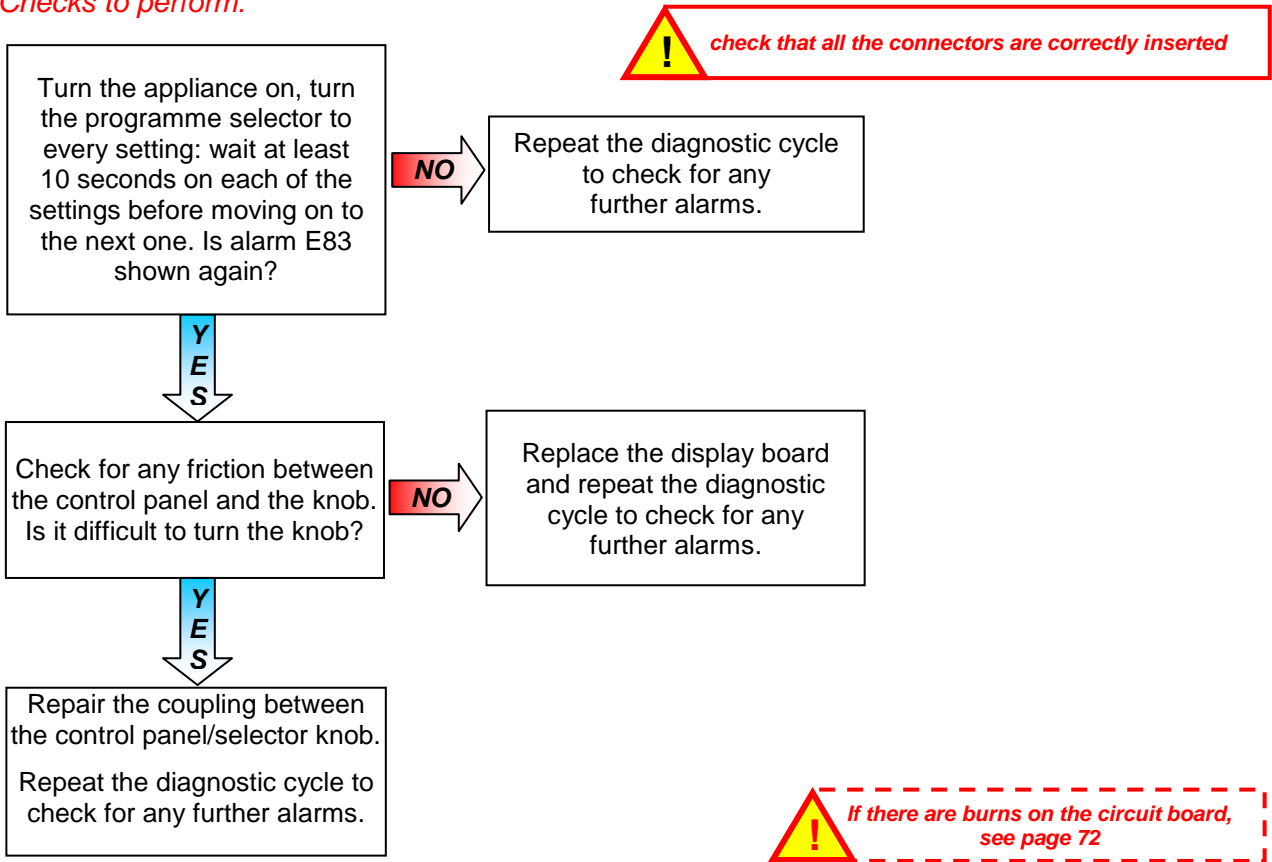 Checks to perform:
! check that all the connectors are correctly inserted
Turn the appliance on, turn
the programme selector to
every setting: wait at least
10 seconds on each of the
settings before moving on to
the next one. Is alarm E83
shown again?
NO
Repeat the diagnostic cycle
to check for any
further alarms.
YES
Check for any friction between
the control panel and the knob.
Is it difficult to turn the knob?
NO
Replace the display board
and repeat the diagnostic
cycle to check for any
further alarms.
YES
Repair the coupling between
the control panel/selector knob.
Repeat the diagnostic cycle to
check for any further alarms.
! If there are burns on the circuit board,
see page 72